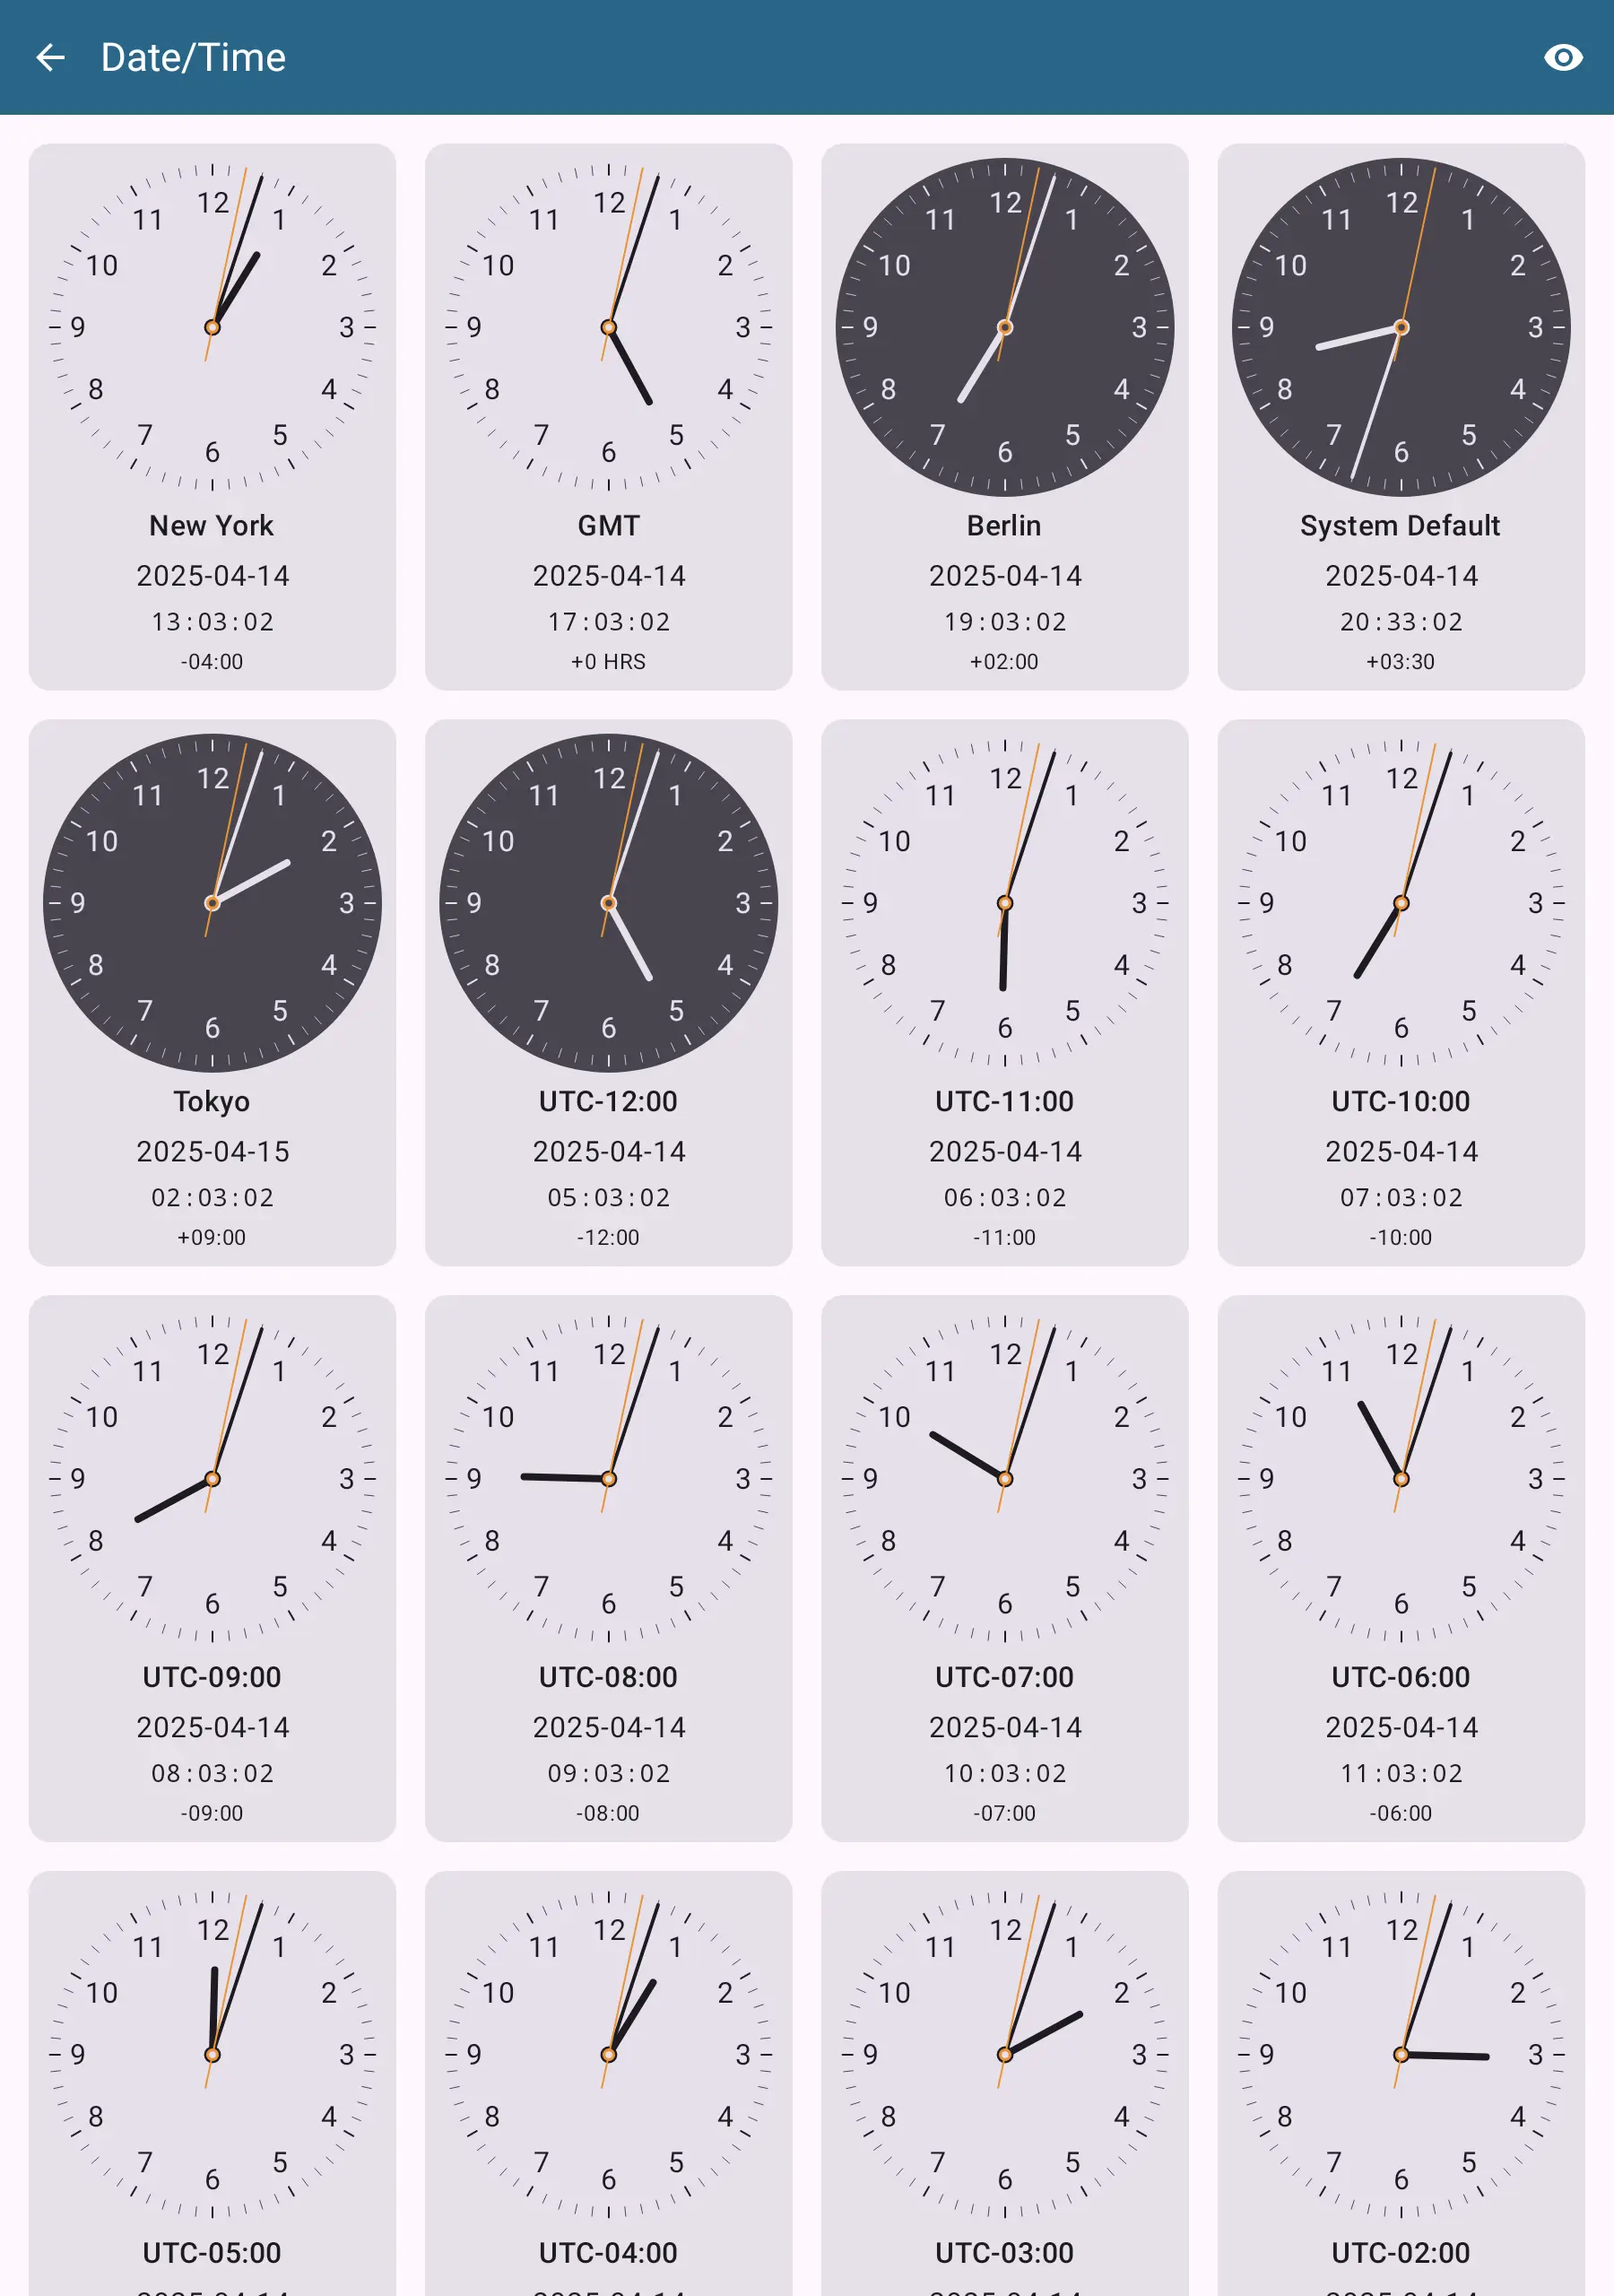 Date/Time
12 1 2 3 4 5 6 7 8 9 10 11
New York
2025-04-14
13:03:02
-04:00
12 1 2 3 4 5 6 7 8 9 10 11
GMT
2025-04-14
17:03:02
+0 HRS
12 1 2 3 4 5 6 7 8 9 10 11
Berlin
2025-04-14
19:03:02
+02:00
12 1 2 3 4 5 6 7 8 9 10 11
System Default
2025-04-14
20:33:02
+03:30
12 1 2 3 4 5 6 7 8 9 10 11
Tokyo
2025-04-15
02:03:02
+09:00
12 1 2 3 4 5 6 7 8 9 10 11
UTC-12:00
2025-04-14
05:03:02
-12:00
12 1 2 3 4 5 6 7 8 9 10 11
UTC-11:00
2025-04-14
06:03:02
-11:00
12 1 2 3 4 5 6 7 8 9 10 11
UTC-10:00
2025-04-14
07:03:02
-10:00
12 1 2 3 4 5 6 7 8 9 10 11
UTC-09:00
2025-04-14
08:03:02
-09:00
12 1 2 3 4 5 6 7 8 9 10 11
UTC-08:00
2025-04-14
09:03:02
-08:00
12 1 2 3 4 5 6 7 8 9 10 11
UTC-07:00
2025-04-14
10:03:02
-07:00
12 1 2 3 4 5 6 7 8 9 10 11
UTC-06:00
2025-04-14
11:03:02
-06:00
12 1 2 3 4 5 6 7 8 9 10 11
UTC-05:00
12 1 2 3 4 5 6 7 8 9 10 11
UTC-04:00
12 1 2 3 4 5 6 7 8 9 10 11
UTC-03:00
12 1 2 3 4 5 6 7 8 9 10 11
UTC-02:00